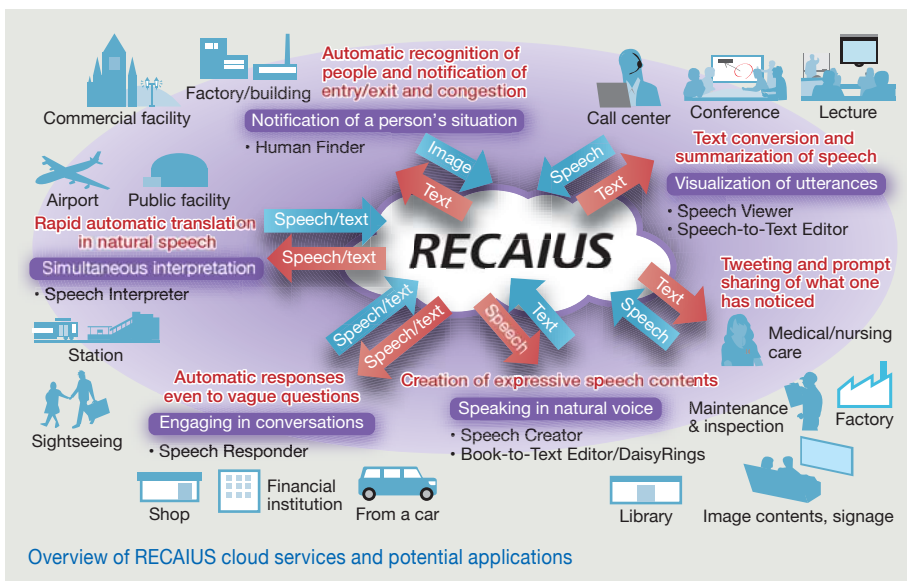 Automatic recognition of
people and notification of
entry/exit and congestion
Factory/building
Commercial facility
Notification of a person's situation
• Human Finder
Call center
Conference
Lecture
Text conversion and
summarization of speech
Visualization of utterances
• Speech Viewer
• Speech-to-Text Editor
Image
Text
Speech
Text
Airport
Public facility
Rapid automatic translation
in natural speech
Simultaneous interpretation
• Speech Interpreter
Speech/text
Speech/text
RECAIUS
Tweeting and prompt
sharing of what one
has noticed
Text
Speech
Medical/nursing
care
Station
Speech/text
Speech/text
Speech
Text
Automatic responses
even to vague questions
Engaging in conversations
• Speech Responder
Creation of expressive speech contents
Speaking in natural voice
• Speech Creator
• Book-to-Text Editor/DaisyRings
Maintenance
& inspection
Factory
Sightseeing
Shop
Financial
institution
From a car
Library
Image contents, signage
Overview of RECAIUS cloud services and potential applications